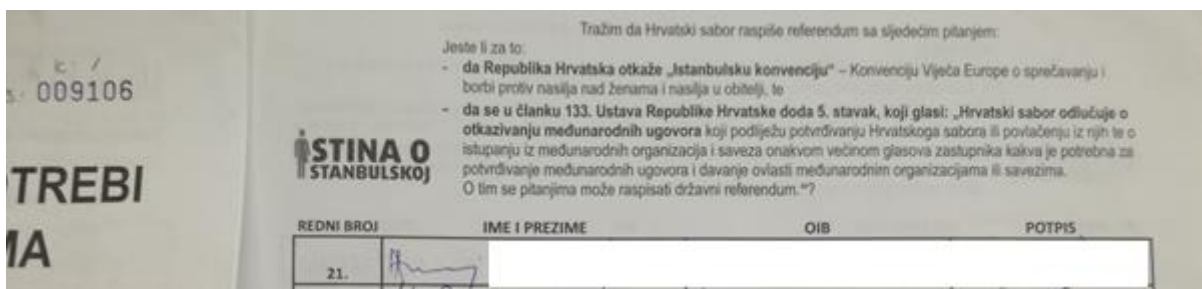 009106
TREBI
MA
Tražim da Hrvatski sabor raspiše referendum sa sljedećim pitanjem:
Jeste li za to:
- da Republika Hrvatska otkaže „Istanbulsku konvenciju“ – Konvenciju Vijeća Europe o sprečavanju i
borbi protiv nasilja nad ženama i nasilja u obitelji, te
- da se u članku 133. Ustava Republike Hrvatske doda 5. stavak, koji glasi: „Hrvatski sabor odlučuje o
otkazivanju međunarodnih ugovora koji podliježu potvrđivanju Hrvatskoga sabora ili povlačenju iz njih te o
istupanju iz međunarodnih organizacija i saveza onakvom većinom glasova zastupnika kakva je potrebna za
potvrđivanje međunarodnih ugovora i davanje ovlasti međunarodnim organizacijama ili savezima.
O tim se pitanjima može raspisati državni referendum.“?
ISTINA O
ISTANBULSKOJ
REDNI BROJ IME I PREZIME OIB POTPIS
21.